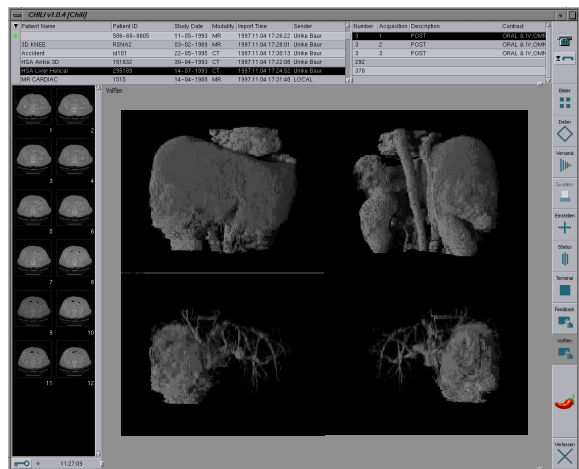 CHILI v1.0.4 [Chili]
Patient Name Patient ID Study Date Modality Import Time Sender Number Acquisition Description Contrast
586-88-8805 11-05-1993 MR 1997.11.04 17:26:22 Ulrike Baur 3 1 POST ORAL & IV,OMN
3D KNEE RSNA2 03-02-1989 MR 1997.11.04 17:28:01 Ulrike Baur 3 2 POST ORAL & IV,OMN
Accident id101 22-05-1995 CT 1997.11.04 17:30:13 Ulrike Baur 3 3 POST ORAL & IV,OMN
HSA Ankle 3D 151832 30-04-1993 CT 1997.11.04 17:22:08 Ulrike Baur 292
HSA Liver Helical 295189 14-07-1993 CT 1997.11.04 17:24:52 Ulrike Baur 378
MR CARDIAC 1515 14-04-1988 MR 1997.11.04 17:31:48 LOCAL
VolRen
1 2
3 4
5 6
7 8
9 10
11 12
Bilder
Daten
Versand
Einstellen
Status
Terminal
Feedback
VolRen
Verlassen
11:27:09